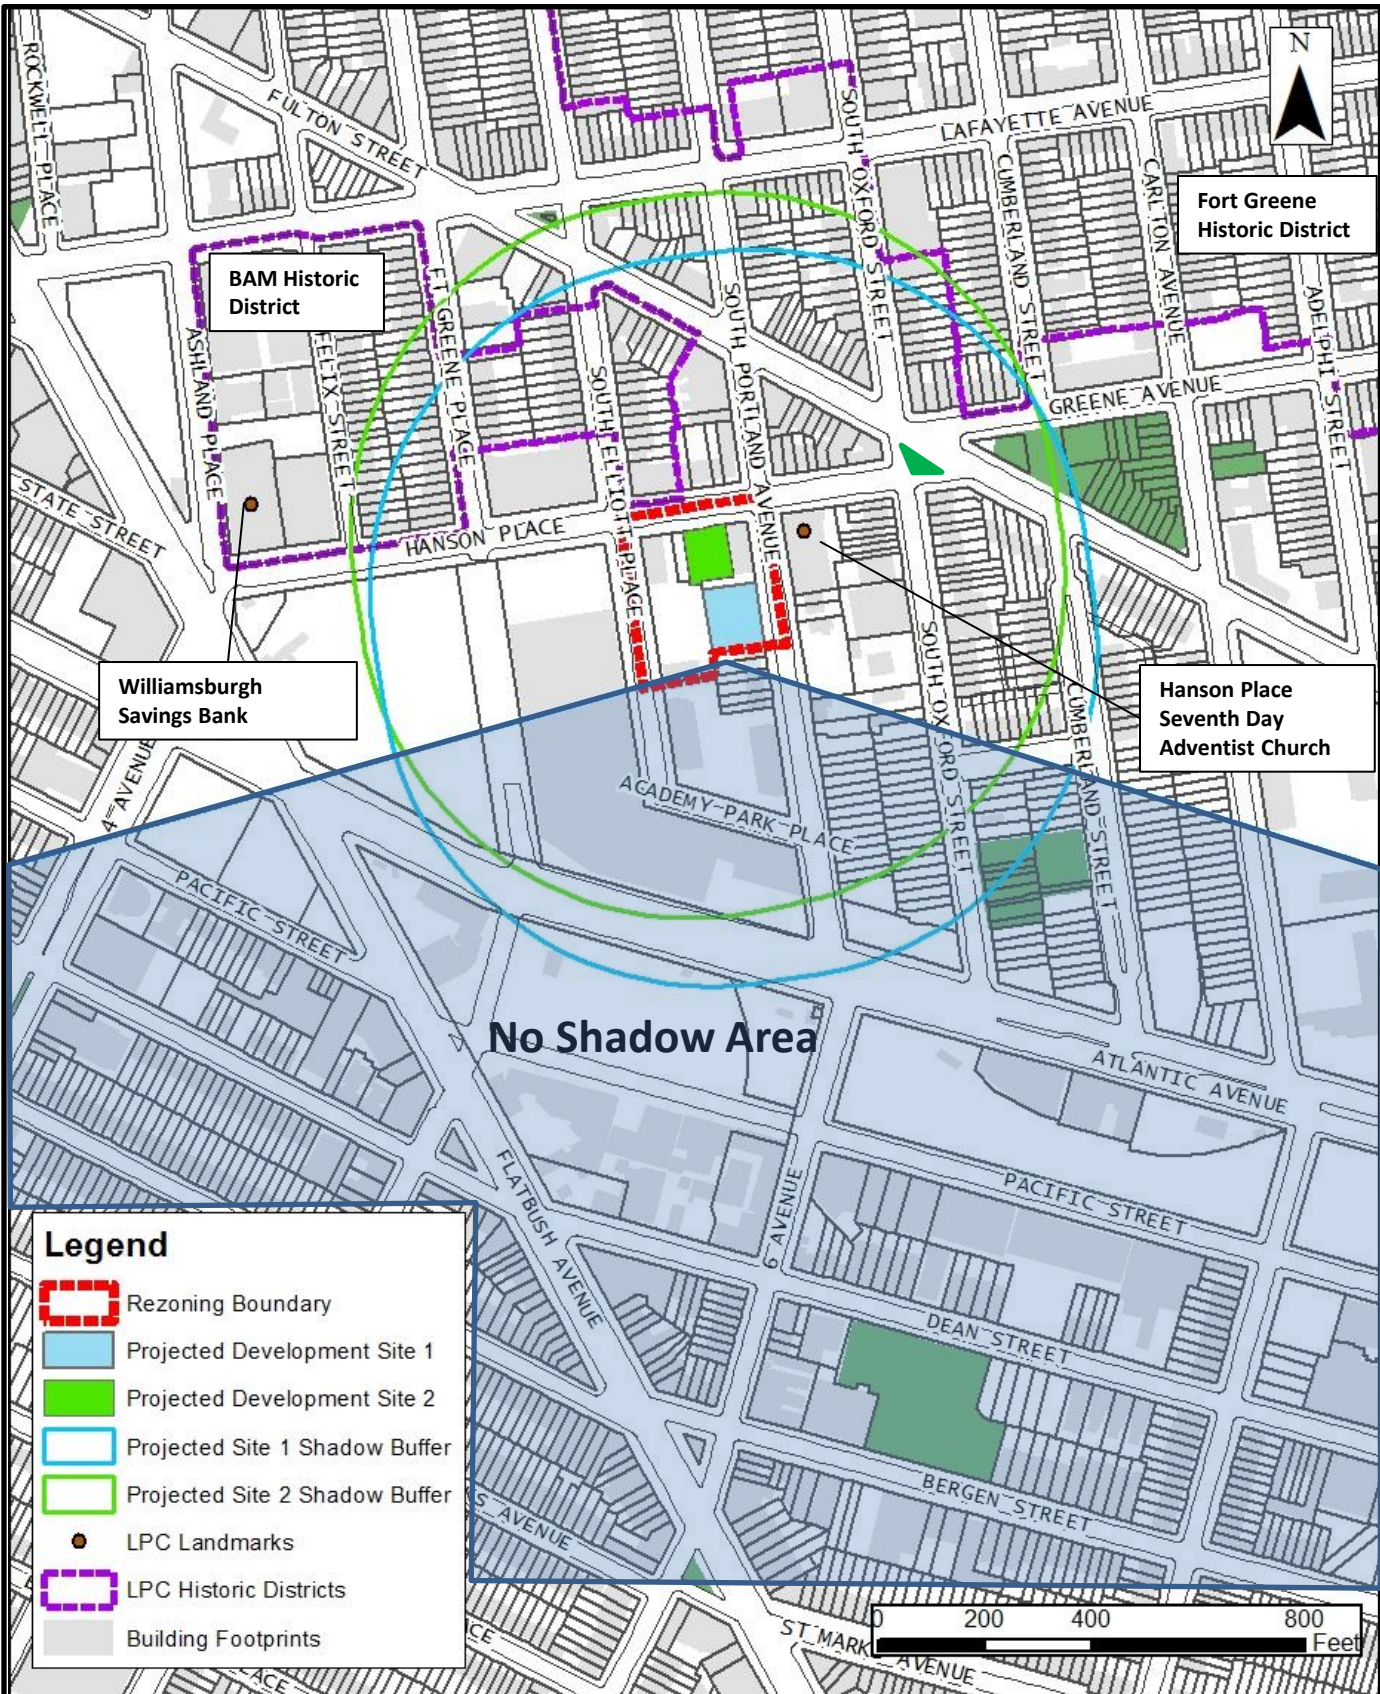 N
ROCKWELL PLACE
FULTON STREET
SOUTH OXFORD STREET
LAFAYETTE AVENUE
CUMBERLAND STREET
CARLTON AVENUE
Fort Greene
Historic District
BAM Historic
District
ASHLAND PLACE
FELIX STREET
FT GREENE PLACE
SOUTH ELLIOTT PLACE
SOUTH PORTLAND AVENUE
ADELPHI STREET
GREENE AVENUE
STATE STREET
HANSON PLACE
Williamsburgh
Savings Bank
SOUTH OXFORD STREET
CUMBERLAND STREET
Hanson Place
Seventh Day
Adventist Church
4 AVENUE
ACADEMY PARK PLACE
PACIFIC STREET
No Shadow Area
ATLANTIC AVENUE
FLATBUSH AVENUE
6 AVENUE
PACIFIC STREET
DEAN STREET
BERGEN STREET
Legend
Rezoning Boundary
Projected Development Site 1
Projected Development Site 2
Projected Site 1 Shadow Buffer
Projected Site 2 Shadow Buffer
LPC Landmarks
LPC Historic Districts
Building Footprints
S AVENUE
ST MARK
AVENUE
0 200 400 800
Feet